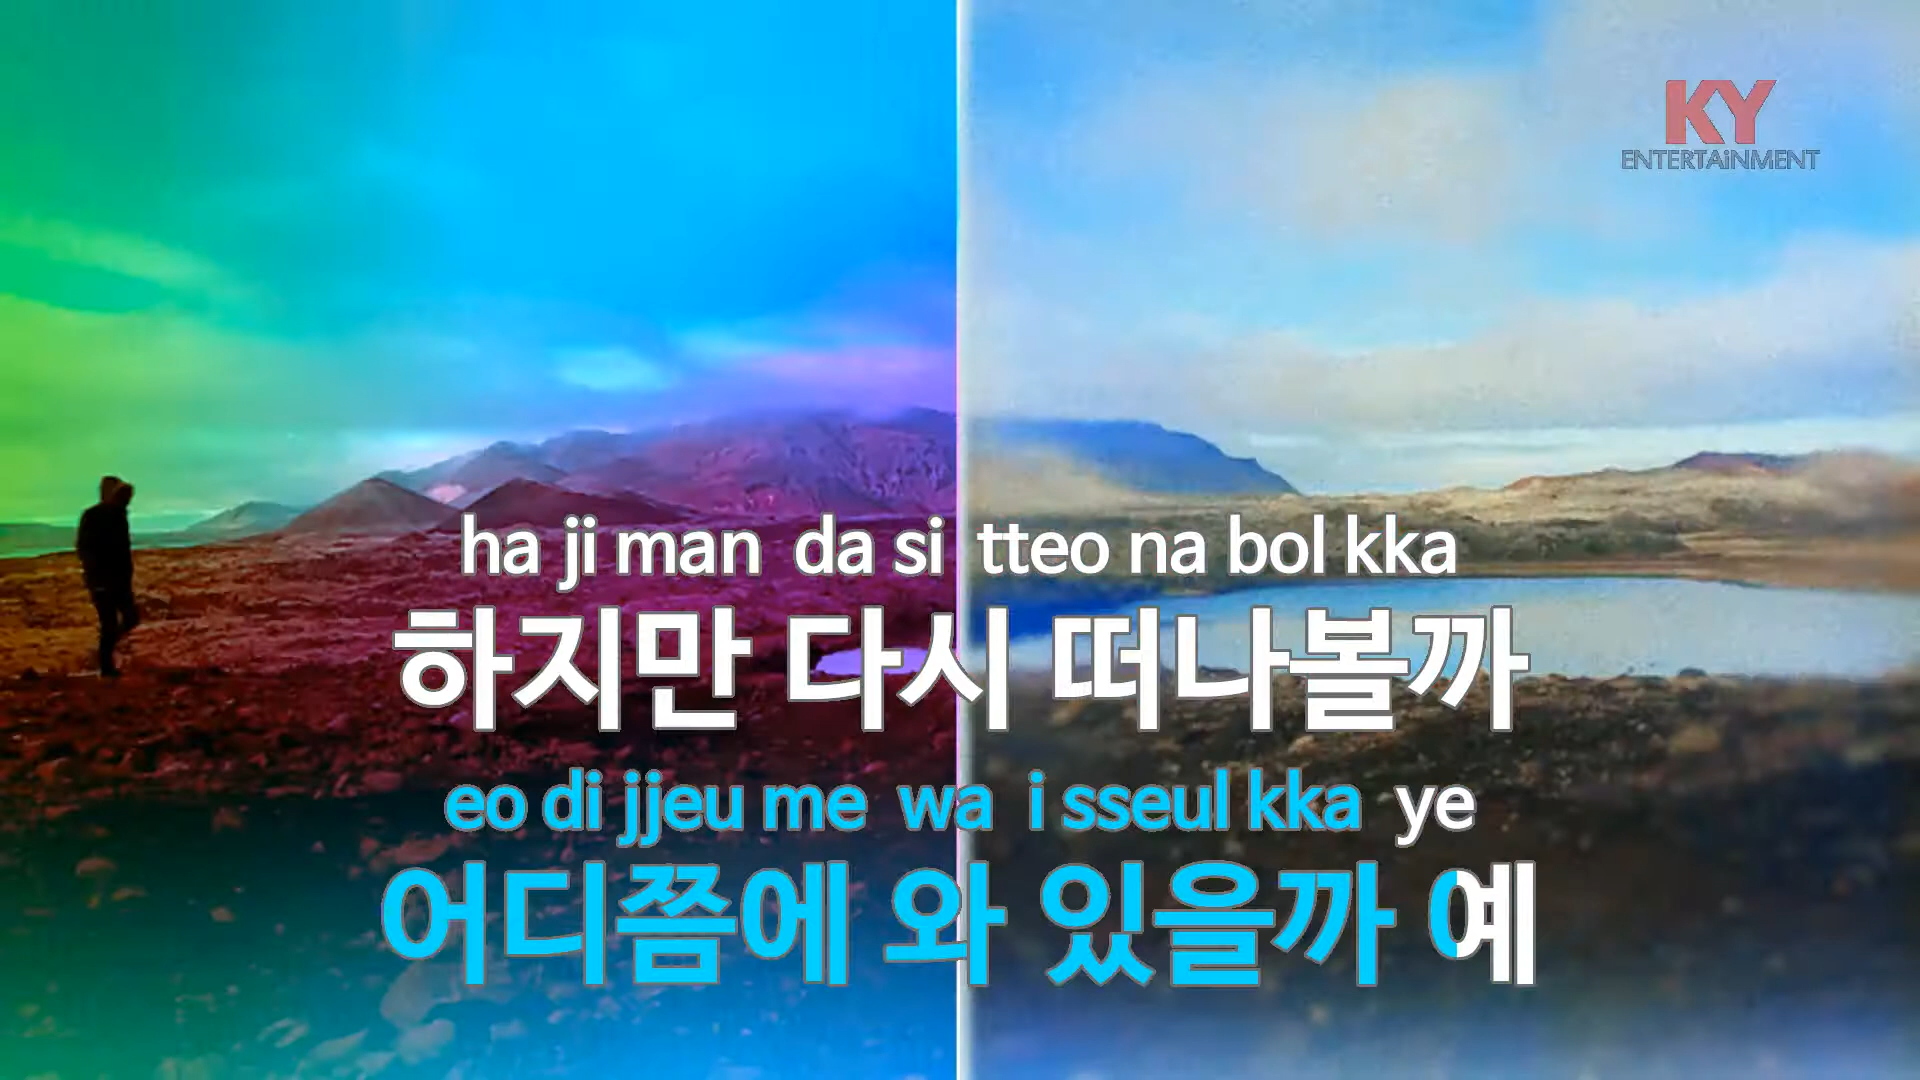 KY
ENTERTAiNMENT
ha ji man da si tteo na bol kka
하지만 다시 떠나볼까
eo di jjeu me wa i sseul kka ye
어디쯤에 와 있을까 예